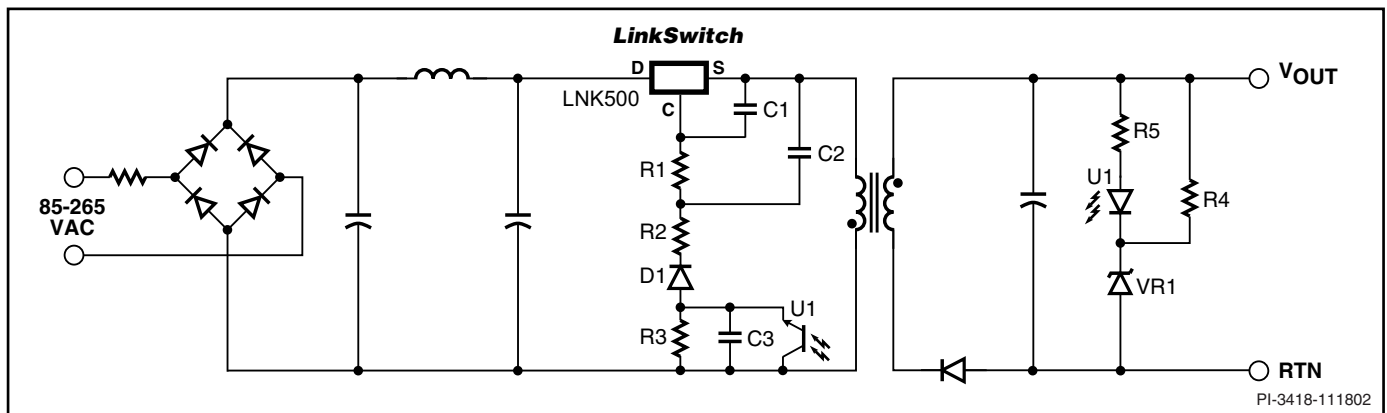 LinkSwitch
D
S
LNK500
C
C1
C2
R1
R2
D1
R3
C3
U1
85-265
VAC
VOUT
R5
U1
R4
VR1
RTN
PI-3418-111802